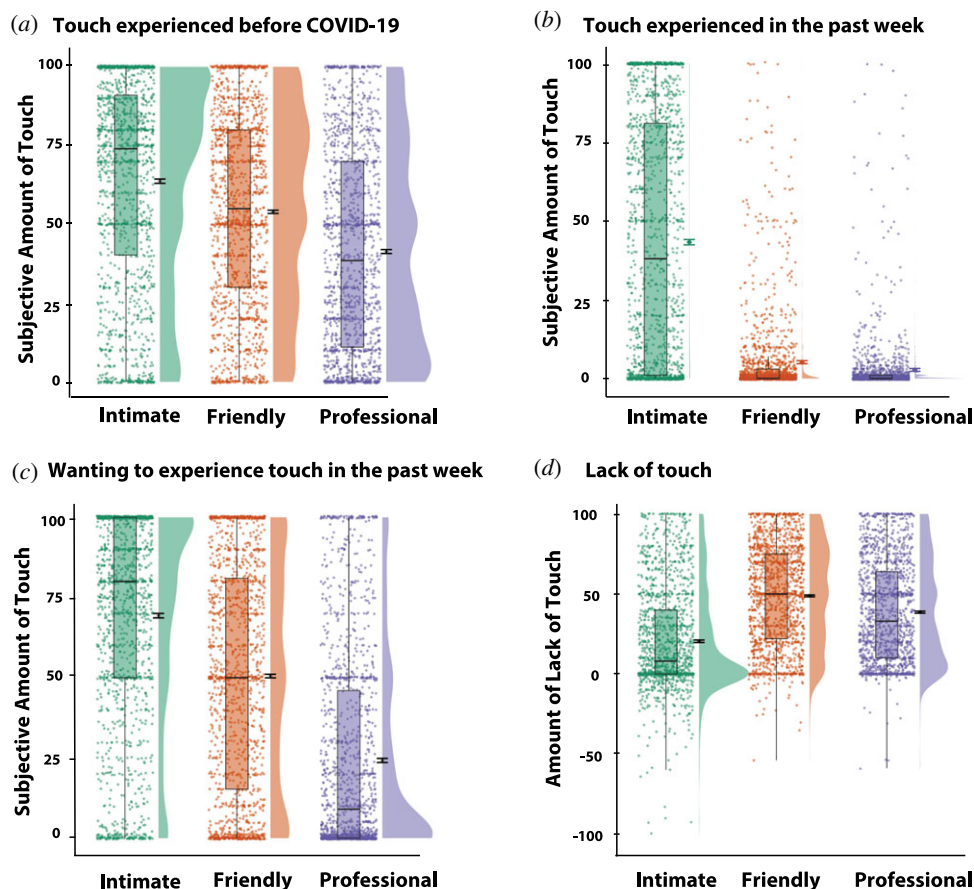 (a) Touch experienced before COVID-19
Subjective Amount of Touch
100
75
50
25
0
Intimate Friendly Professional
(b) Touch experienced in the past week
Subjective Amount of Touch
100
75
50
25
0
Intimate Friendly Professional
(c) Wanting to experience touch in the past week
Subjective Amount of Touch
100
75
50
25
0
Intimate Friendly Professional
(d) Lack of touch
Amount of Lack of Touch
100
50
0
-50
-100
Intimate Friendly Professional